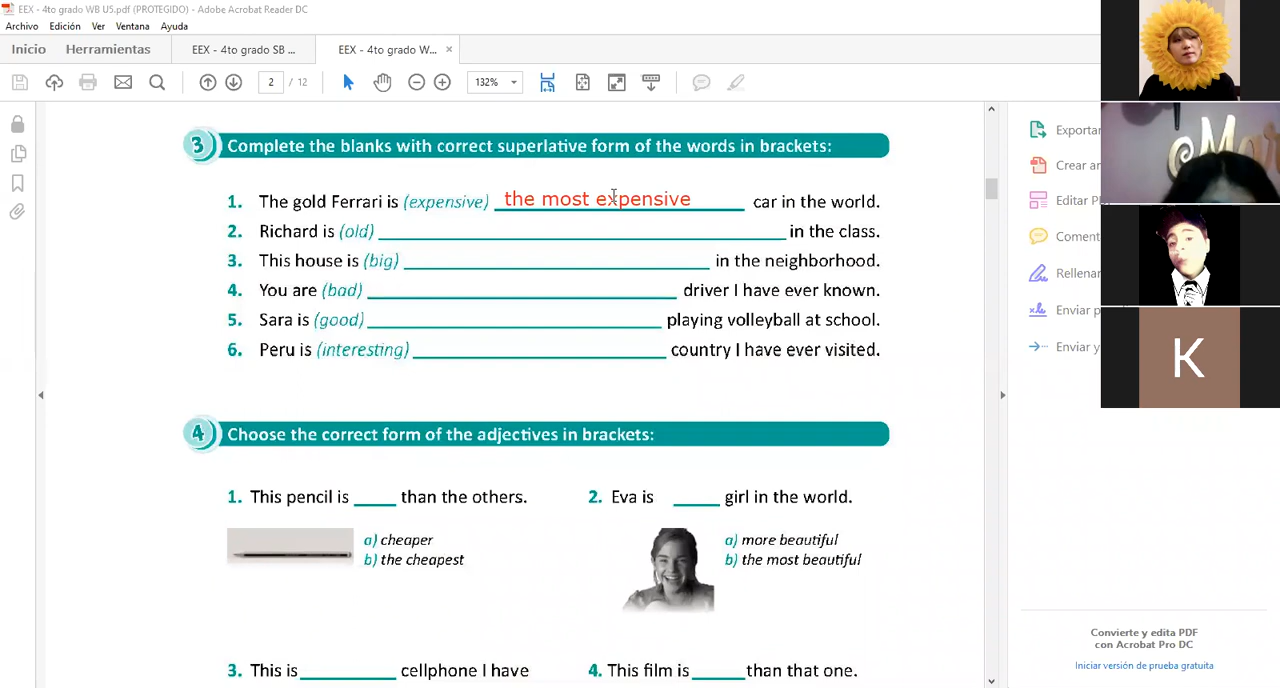 EEX - 4to grado WB U5.pdf (PROTEGIDO) - Adobe Acrobat Reader DC
Archivo Edición Ver Ventana Ayuda
Inicio Herramientas EEX - 4to grado SB ... EEX - 4to grado W... ×
2 / 12 132%
3 Complete the blanks with correct superlative form of the words in brackets:
1. The gold Ferrari is (expensive) the most expensive car in the world.
2. Richard is (old) ____ in the class.
3. This house is (big) ____ in the neighborhood.
4. You are (bad) ____ driver I have ever known.
5. Sara is (good) ____ playing volleyball at school.
6. Peru is (interesting) ____ country I have ever visited.
4 Choose the correct form of the adjectives in brackets:
1. This pencil is ____ than the others.
a) cheaper
b) the cheapest
2. Eva is ____ girl in the world.
a) more beautiful
b) the most beautiful
3. This is ____ cellphone I have
4. This film is ____ than that one.
Exportar
Crear ar
Editar PD
Coment
Rellenar
Enviar p
Enviar y
Convierte y edita PDF
con Acrobat Pro DC
Iniciar versión de prueba gratuita
K